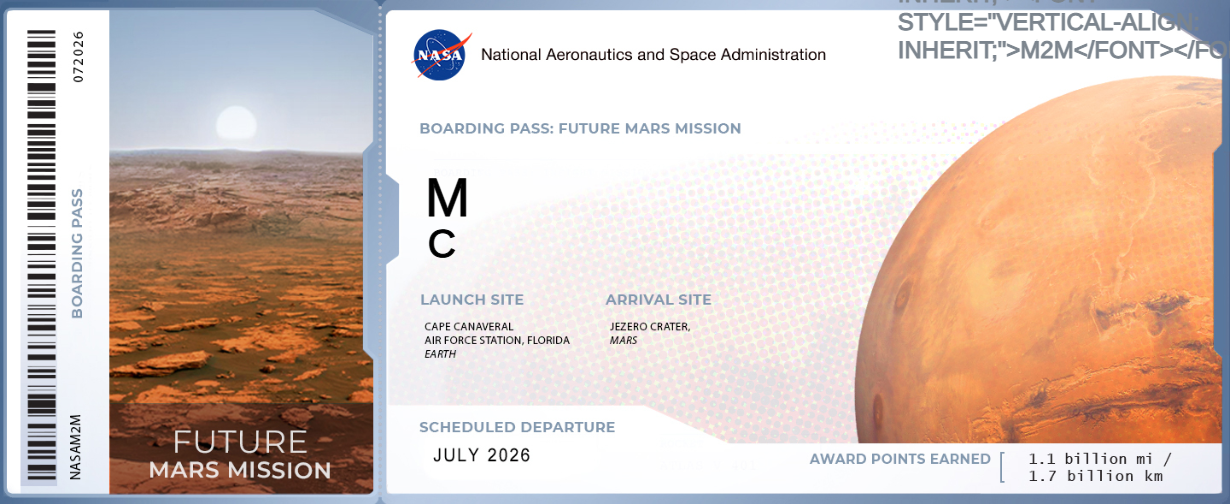 072026
BOARDING PASS
NASAM2M
FUTURE
MARS MISSION
STYLE="VERTICAL-ALIGN:
INHERIT;">M2M</FONT></FO
NASA
National Aeronautics and Space Administration
BOARDING PASS: FUTURE MARS MISSION
M
C
LAUNCH SITE
CAPE CANAVERAL
AIR FORCE STATION, FLORIDA
EARTH
ARRIVAL SITE
JEZERO CRATER,
MARS
SCHEDULED DEPARTURE
JULY 2026
AWARD POINTS EARNED
1.1 billion mi /
1.7 billion km